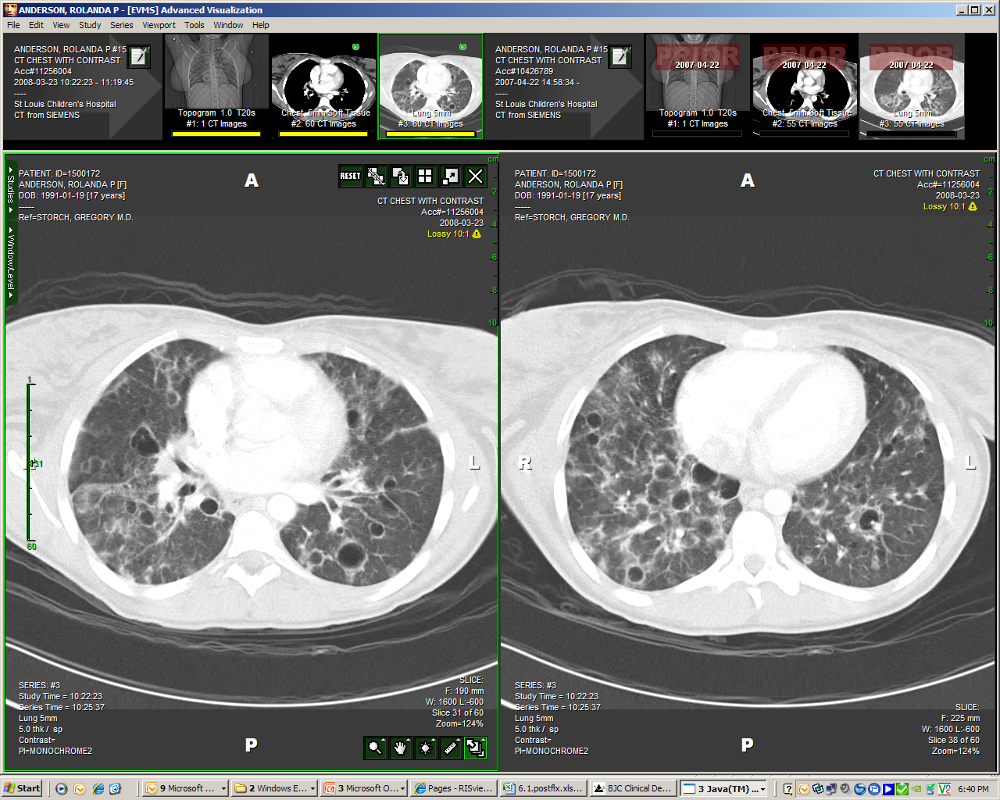 ANDERSON, ROLANDA P - [EVMS] Advanced Visualization
File Edit View Study Series Viewport Tools Window Help
ANDERSON, ROLANDA P #15
CT CHEST WITH CONTRAST
Acc#11256004
2008-03-23 10:22:23 - 11:19:45
----
St Louis Children's Hospital
CT from SIEMENS
Topogram 1.0 T20s
#1: 1 CT Images
Chest 5mm Soft Tissue
#2: 60 CT Images
Lung 5mm
#3: 60 CT Images
ANDERSON, ROLANDA P #15
CT CHEST WITH CONTRAST
Acc#10426789
2007-04-22 14:58:34 -
----
St Louis Children's Hospital
CT from SIEMENS
PRIOR
2007-04-22
Topogram 1.0 T20s
#1: 1 CT Images
PRIOR
2007-04-22
Chest 5mm Soft Tissue
#2: 55 CT Images
PRIOR
2007-04-22
Lung 5mm
#3: 55 CT Images
Studies
Window/Level
PATIENT: ID=1500172
ANDERSON, ROLANDA P [F]
DOB: 1991-01-19 [17 years]
-----
Ref=STORCH, GREGORY M.D.
A
RESET
CT CHEST WITH CONTRAST
Acc#=11256004
2008-03-23
Lossy 10:1
cm
-2
-4
-6
-8
10
1
31
60
L
SERIES: #3
Study Time = 10:22:23
Series Time = 10:25:37
Lung 5mm
5.0 thk / sp
Contrast=
PI=MONOCHROME2
P
SLICE:
F: 190 mm
W: 1600 L:-600
Slice 31 of 60
Zoom=124%
PATIENT: ID=1500172
ANDERSON, ROLANDA P [F]
DOB: 1991-01-19 [17 years]
-----
Ref=STORCH, GREGORY M.D.
A
CT CHEST WITH CONTRAST
Acc#=11256004
2008-03-23
Lossy 10:1
cm
-2
-4
-6
-8
10
R
L
SERIES: #3
Study Time = 10:22:23
Series Time = 10:25:37
Lung 5mm
5.0 thk / sp
Contrast=
PI=MONOCHROME2
P
SLICE:
F: 225 mm
W: 1600 L:-600
Slice 38 of 60
Zoom=124%
Start
9 Microsoft ...
2 Windows E...
3 Microsoft O...
Pages - RISvie...
6.1.postfix.xls...
BJC Clinical De...
3 Java(TM) ...
6:40 PM